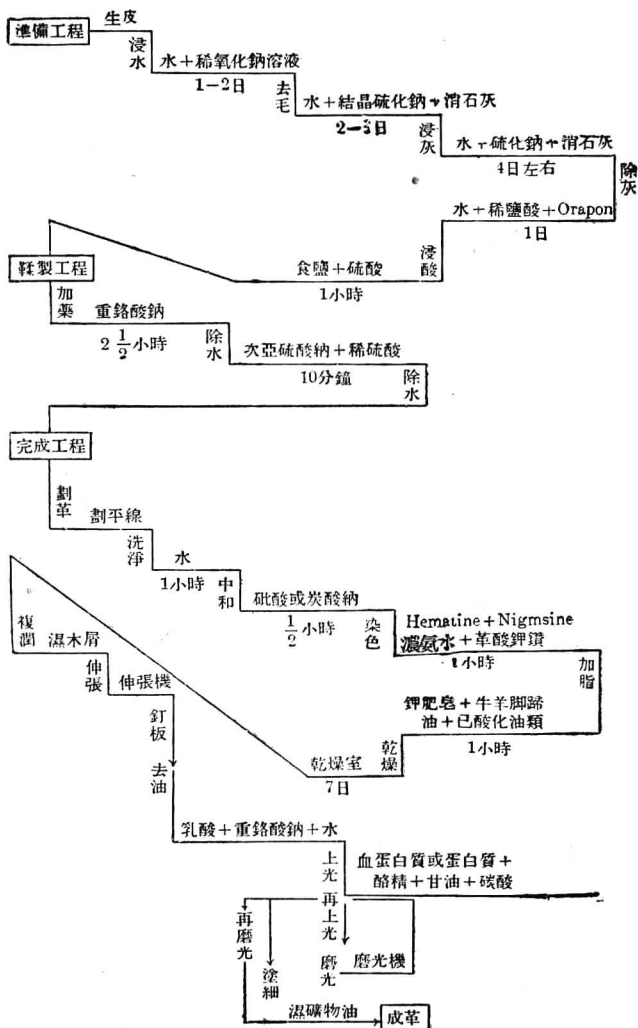 準備工程
生皮
浸水
水＋稀氧化鈉溶液
1－2日
去毛
水＋結晶硫化鈉＋消石灰
2－3日
浸灰
水＋硫化鈉＋消石灰
4日左右
除灰
水＋稀鹽酸＋Orapon
1日
浸酸
食鹽＋硫酸
1小時
鞣製工程
加藥
重鉻酸鈉
2 1/2 小時
除水
次亞硫酸納＋稀硫酸
10分鐘
除水
完成工程
劃革
劃平線
洗淨
水
1小時
中和
砒酸或炭酸納
1/2 小時
染色
Hematine＋Nigmsine
濃氨水＋革酸鉀鑽
1小時
加脂
鉀肥皂＋牛羊脚蹄
油＋已酸化油類
1小時
乾燥
乾燥室
7日
複潤
濕木屑
伸張
伸張機
釘板
去油
乳酸＋重鉻酸鈉＋水
上光
血蛋白質或蛋白質＋
酪精＋甘油＋碳酸
再上光
磨光
磨光機
塗細
再磨光
濕礦物油
成革